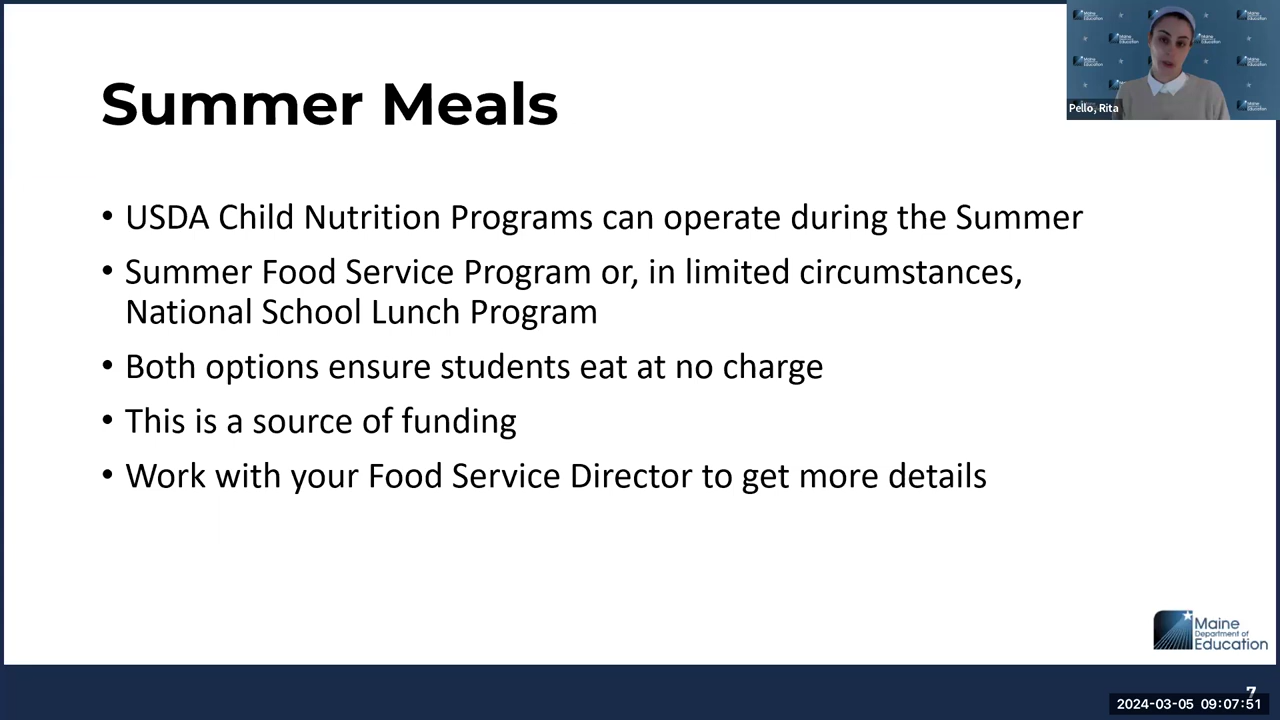 Summer Meals
• USDA Child Nutrition Programs can operate during the Summer
• Summer Food Service Program or, in limited circumstances,
National School Lunch Program
• Both options ensure students eat at no charge
• This is a source of funding
• Work with your Food Service Director to get more details
Pello, Rita
Maine
Department of
Education
7
2024-03-05 09:07:51